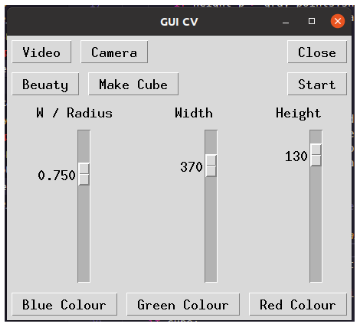 GUI CV
Video Camera Close
Beuaty Make Cube Start
W / Radius Width Height
0.750 370 130
Blue Colour Green Colour Red Colour